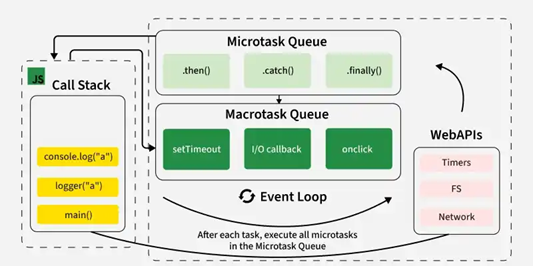 Microtask Queue
.then()
.catch()
.finally()
JS
Call Stack
Macrotask Queue
setTimeout
I/O callback
onclick
console.log("a")
logger("a")
main()
WebAPIs
Timers
FS
Network
Event Loop
After each task, execute all microtasks
in the Microtask Queue